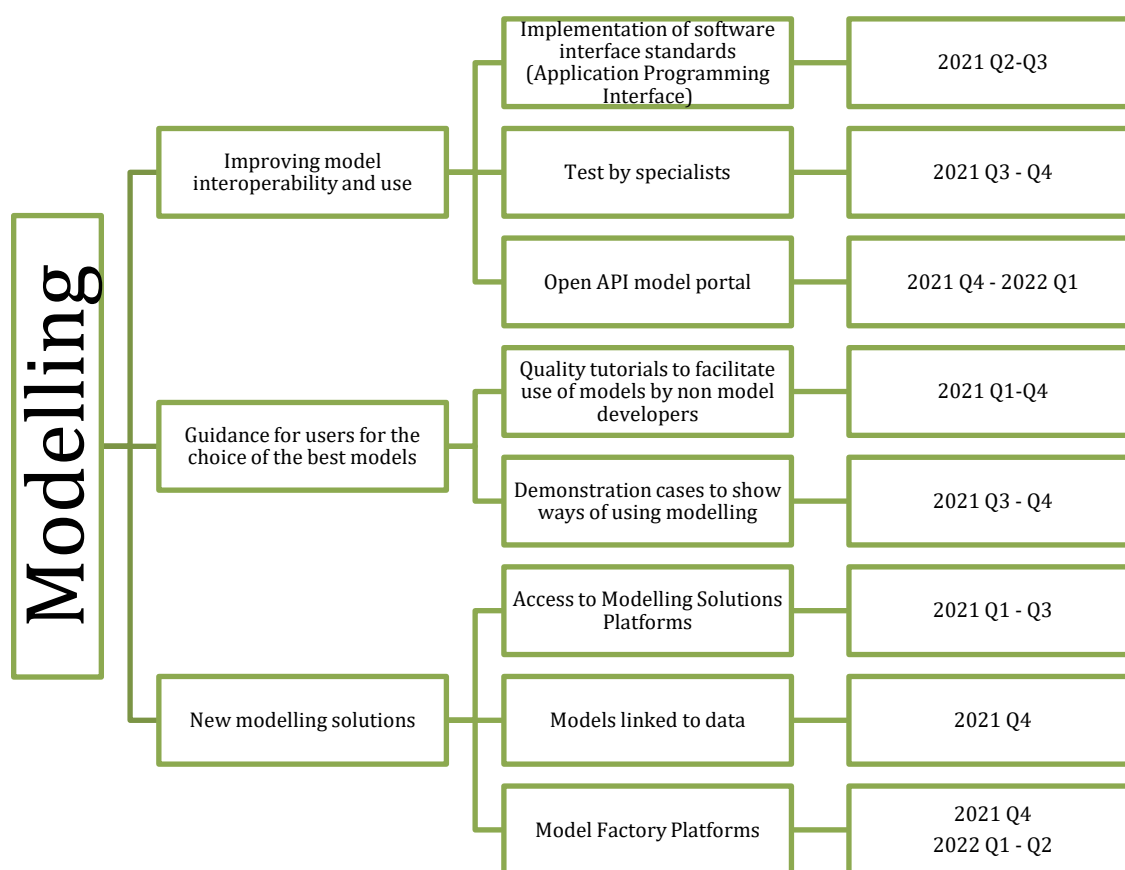 Modelling
Improving model
interoperability and use
Implementation of software
interface standards
(Application Programming
Interface)
2021 Q2-Q3
Test by specialists
2021 Q3 - Q4
Open API model portal
2021 Q4 - 2022 Q1
Guidance for users for the
choice of the best models
Quality tutorials to facilitate
use of models by non model
developers
2021 Q1-Q4
Demonstration cases to show
ways of using modelling
2021 Q3 - Q4
New modelling solutions
Access to Modelling Solutions
Platforms
2021 Q1 - Q3
Models linked to data
2021 Q4
Model Factory Platforms
2021 Q4
2022 Q1 - Q2